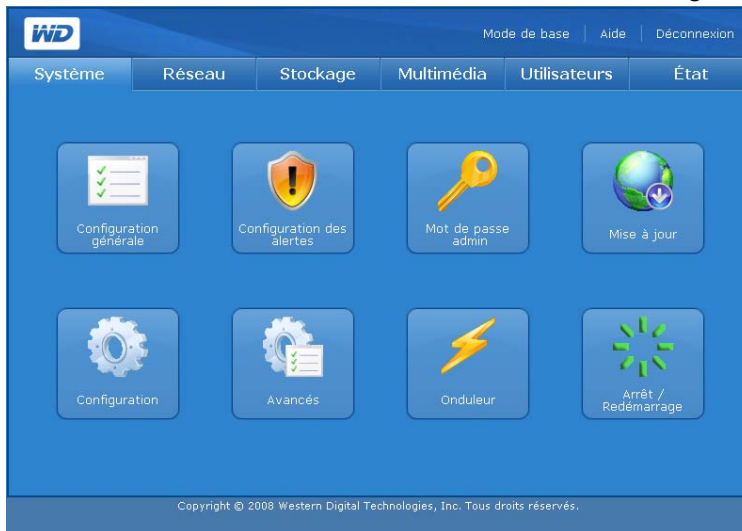 WD
Mode de base | Aide | Déconnexion
Système Réseau Stockage Multimédia Utilisateurs État
Configuration
générale
Configuration des
alertes
Mot de passe
admin
Mise à jour
Configuration
Avancés
Onduleur
Arrêt /
Redémarrage
Copyright © 2008 Western Digital Technologies, Inc. Tous droits réservés.